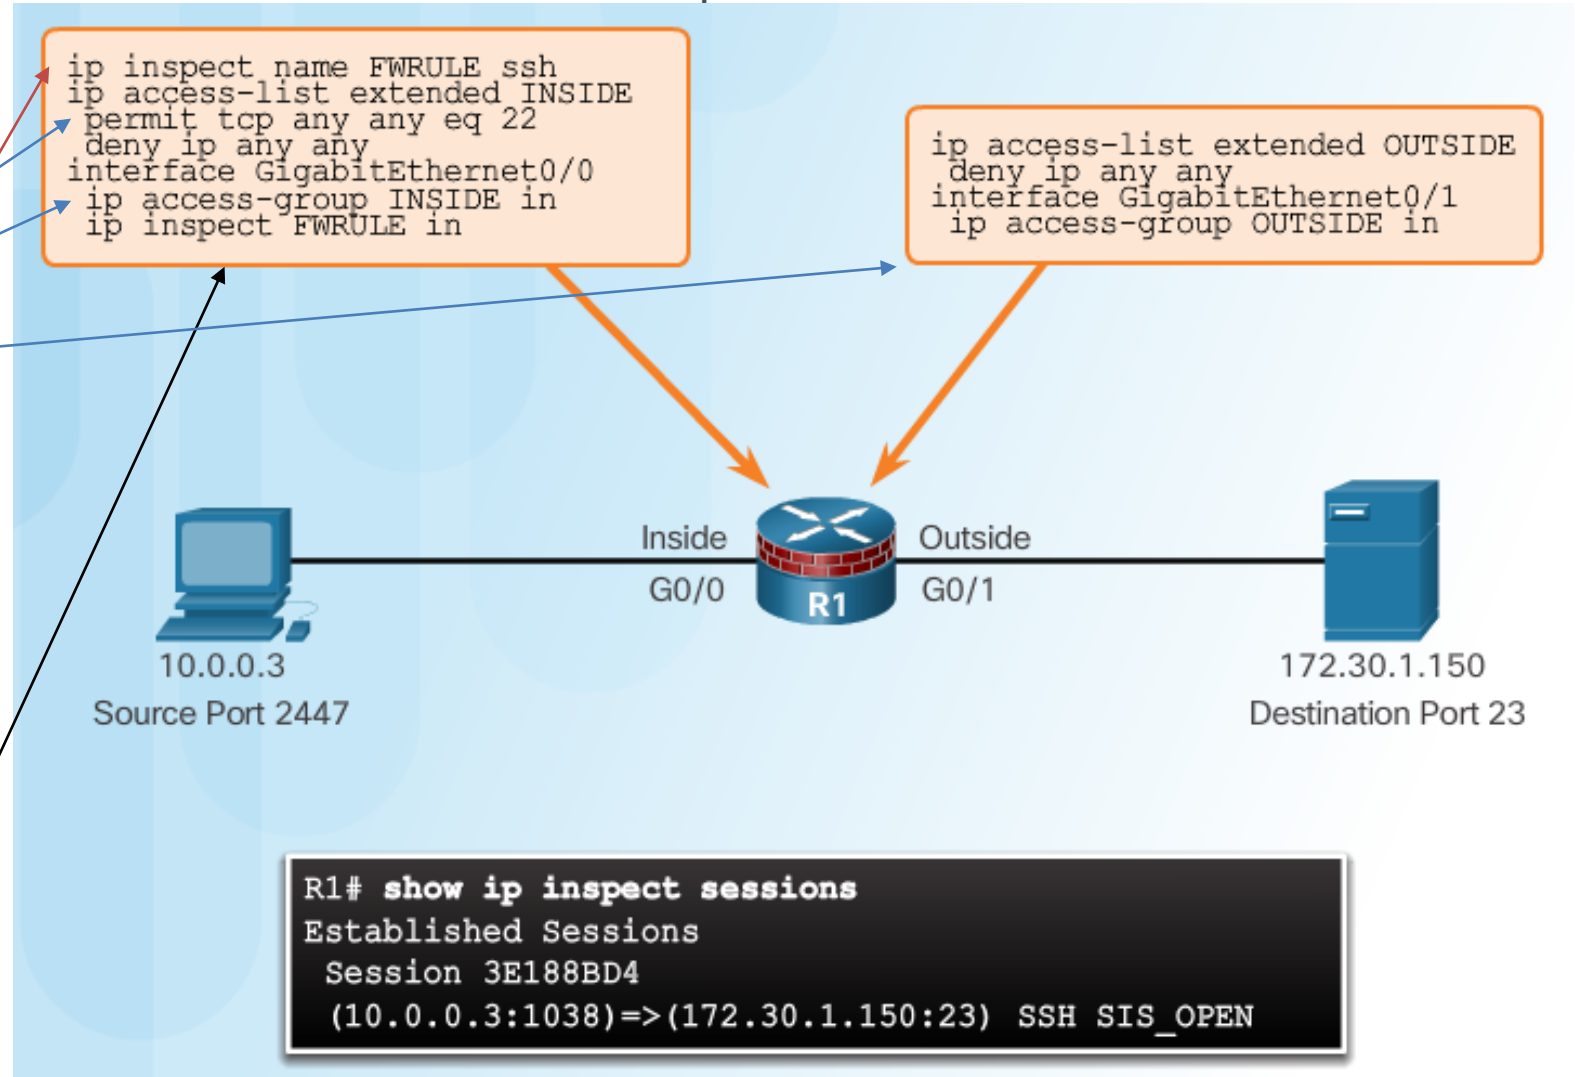 ip inspect name FWRULE ssh
ip access-list extended INSIDE
permit tcp any any eq 22
deny ip any any
interface GigabitEthernet0/0
ip access-group INSIDE in
ip inspect FWRULE in
ip access-list extended OUTSIDE
deny ip any any
interface GigabitEthernet0/1
ip access-group OUTSIDE in
Inside
Outside
G0/0
G0/1
R1
10.0.0.3
Source Port 2447
172.30.1.150
Destination Port 23
R1# show ip inspect sessions
Established Sessions
Session 3E188BD4
(10.0.0.3:1038)=>(172.30.1.150:23) SSH SIS_OPEN